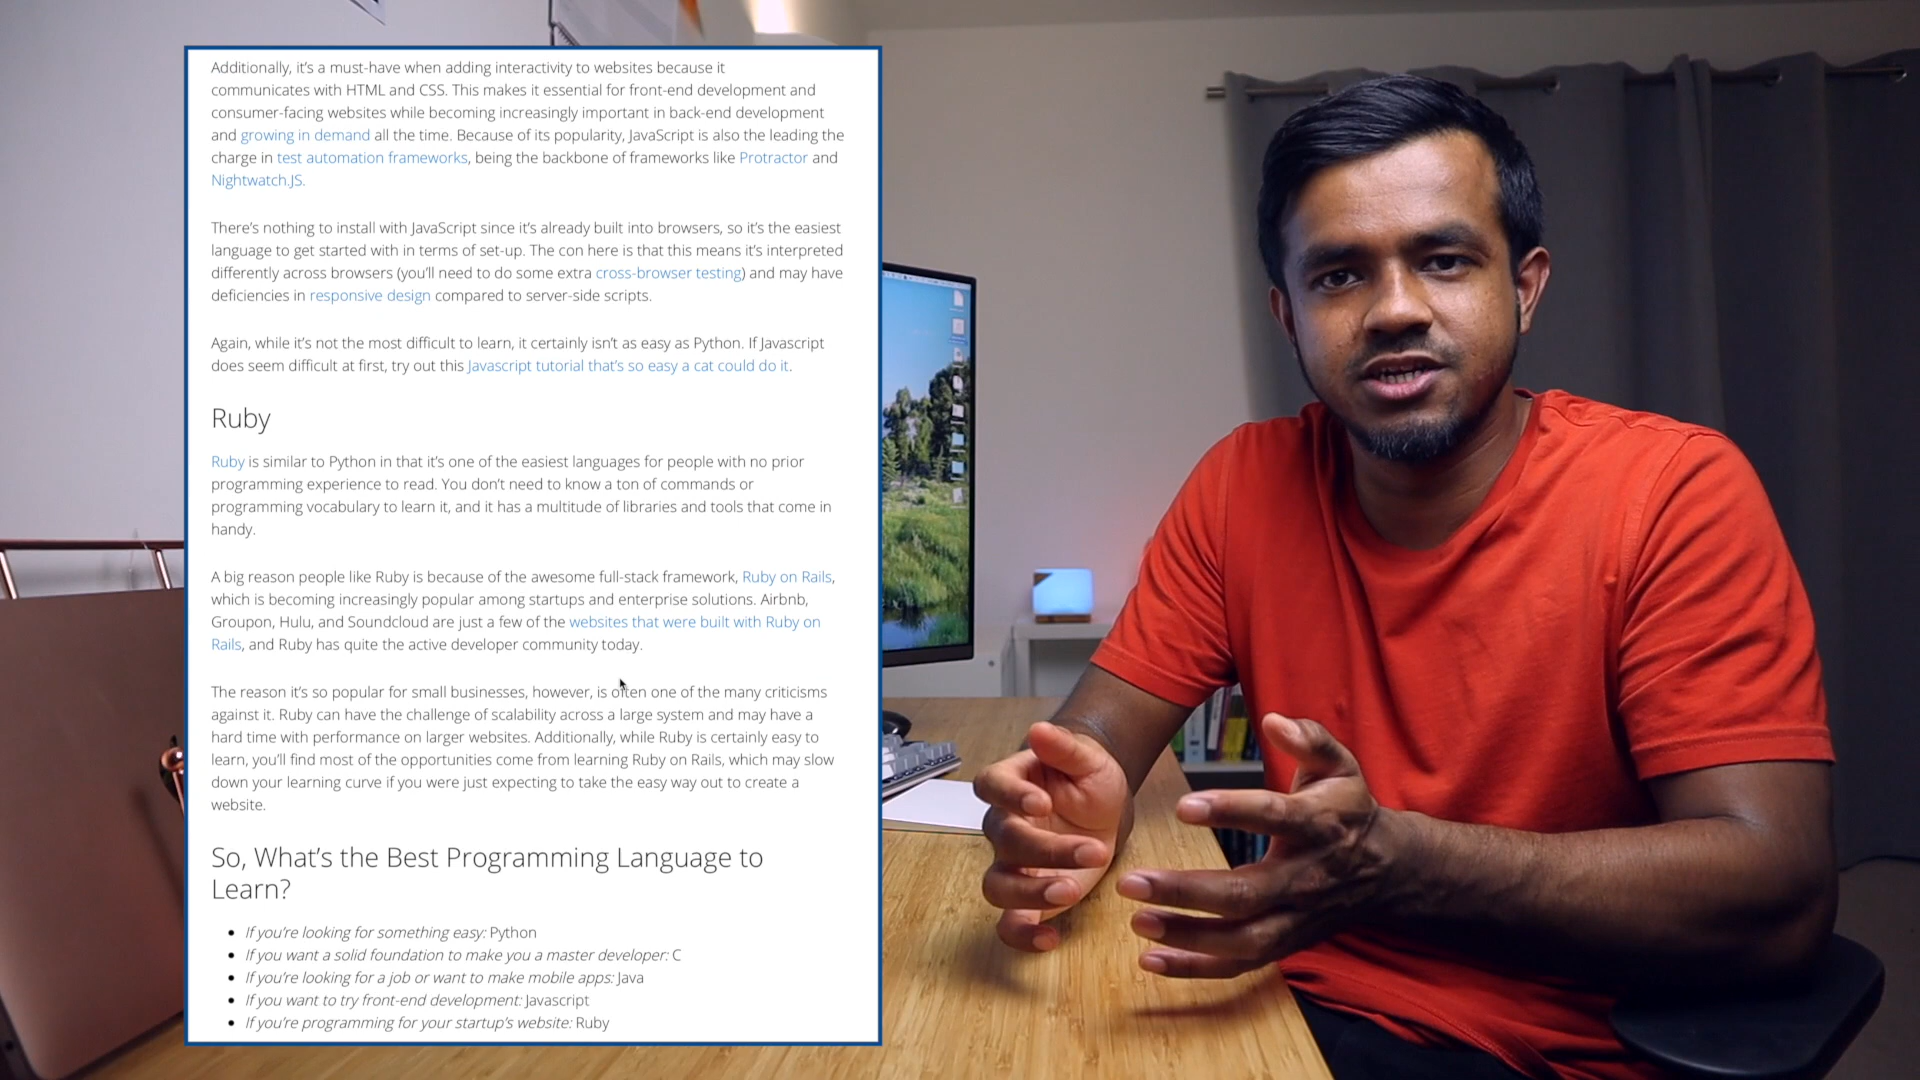 Additionally, it's a must-have when adding interactivity to websites because it
communicates with HTML and CSS. This makes it essential for front-end development and
consumer-facing websites while becoming increasingly important in back-end development
and growing in demand all the time. Because of its popularity, JavaScript is also the leading the
charge in test automation frameworks, being the backbone of frameworks like Protractor and
Nightwatch.JS.
There's nothing to install with JavaScript since it's already built into browsers, so it's the easiest
language to get started with in terms of set-up. The con here is that this means it's interpreted
differently across browsers (you'll need to do some extra cross-browser testing) and may have
deficiencies in responsive design compared to server-side scripts.
Again, while it's not the most difficult to learn, it certainly isn't as easy as Python. If Javascript
does seem difficult at first, try out this Javascript tutorial that's so easy a cat could do it.
Ruby
Ruby is similar to Python in that it's one of the easiest languages for people with no prior
programming experience to read. You don't need to know a ton of commands or
programming vocabulary to learn it, and it has a multitude of libraries and tools that come in
handy.
A big reason people like Ruby is because of the awesome full-stack framework, Ruby on Rails,
which is becoming increasingly popular among startups and enterprise solutions. Airbnb,
Groupon, Hulu, and Soundcloud are just a few of the websites that were built with Ruby on
Rails, and Ruby has quite the active developer community today.
The reason it's so popular for small businesses, however, is often one of the many criticisms
against it. Ruby can have the challenge of scalability across a large system and may have a
hard time with performance on larger websites. Additionally, while Ruby is certainly easy to
learn, you'll find most of the opportunities come from learning Ruby on Rails, which may slow
down your learning curve if you were just expecting to take the easy way out to create a
website.
So, What's the Best Programming Language to
Learn?
• If you're looking for something easy: Python
• If you want a solid foundation to make you a master developer: C
• If you're looking for a job or want to make mobile apps: Java
• If you want to try front-end development: Javascript
• If you're programming for your startup's website: Ruby